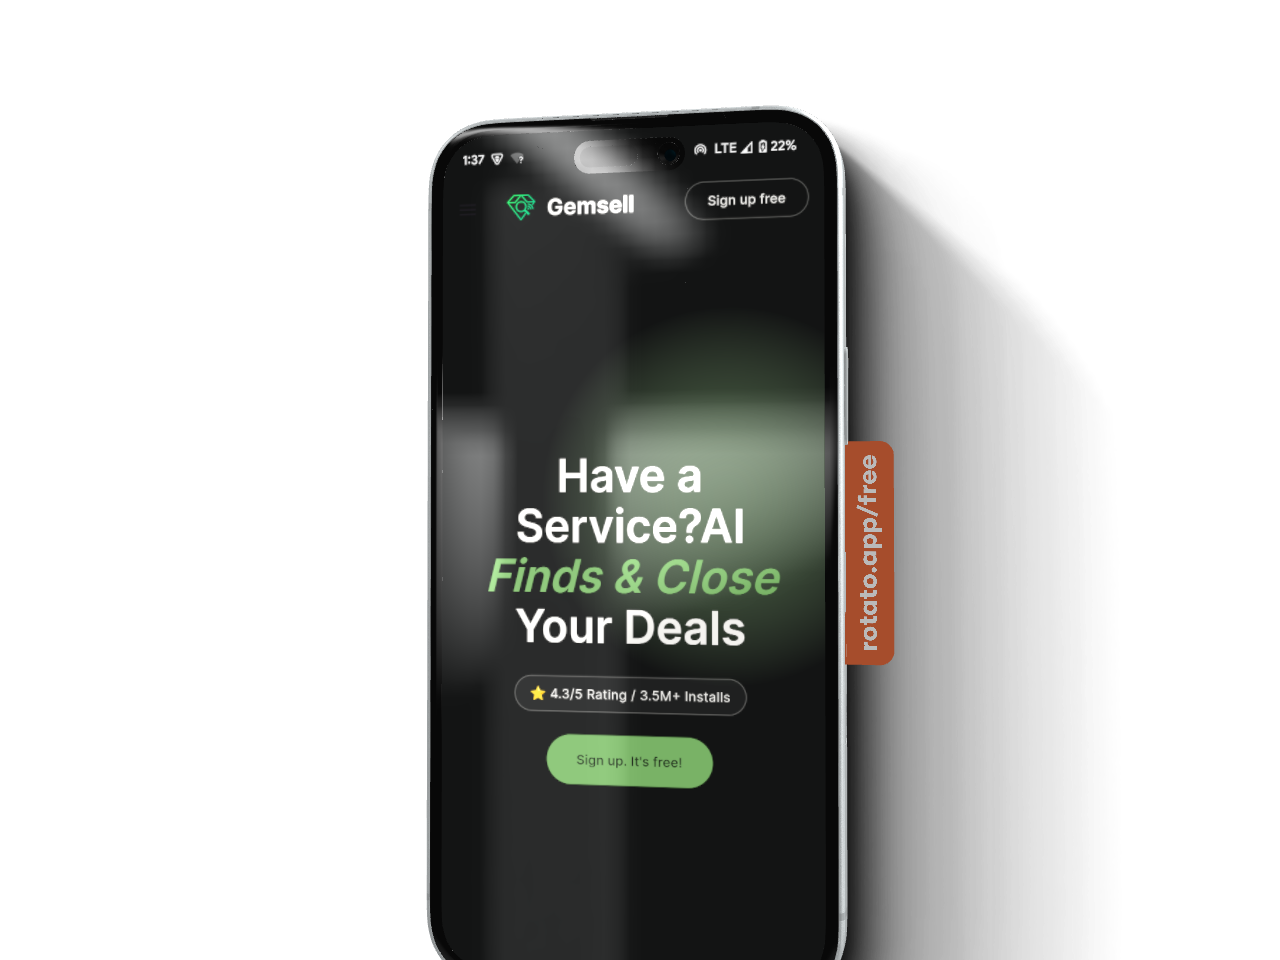 1:37
LTE 22%
Gemsell
Sign up free
Have a
Service?AI
Finds & Close
Your Deals
⭐ 4.3/5 Rating / 3.5M+ Installs
Sign up. It's free!
rotato.app/free